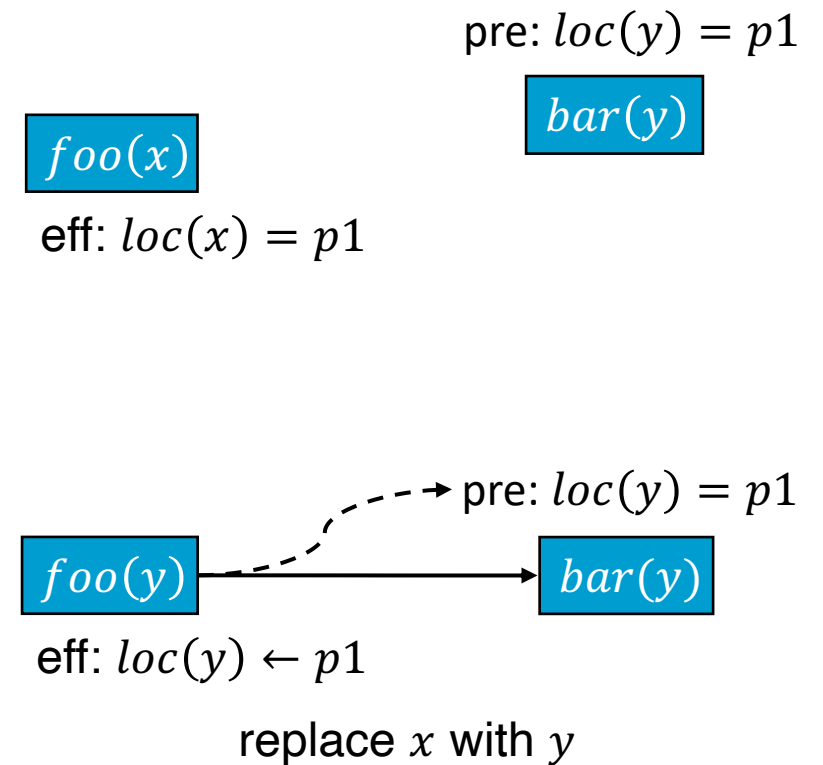 pre: loc(y) = p1
bar(y)
foo(x)
eff: loc(x) = p1
pre: loc(y) = p1
foo(y)
bar(y)
eff: loc(y) ← p1
replace x with y